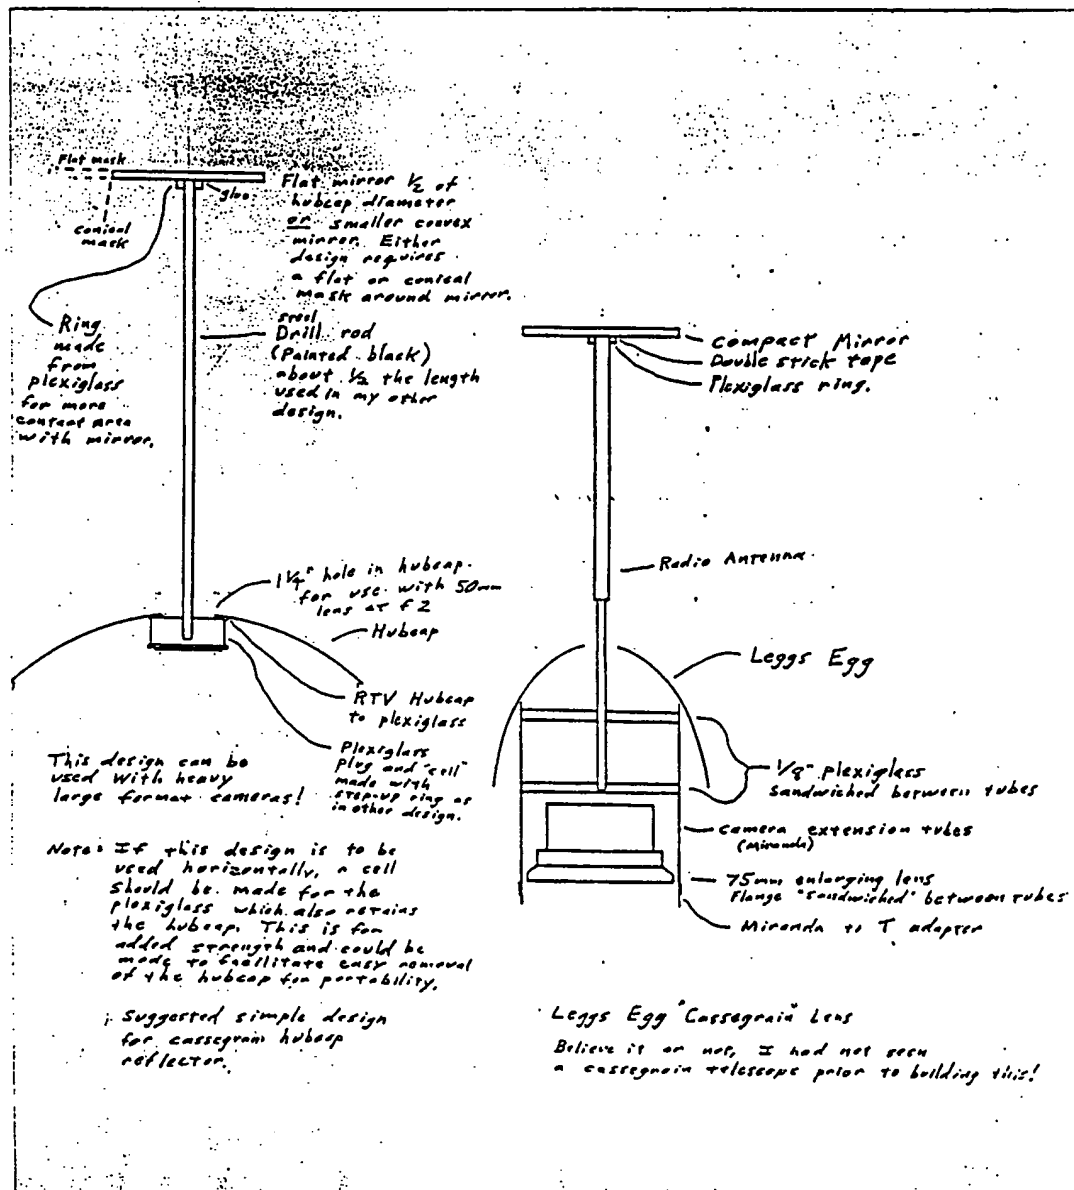 Flat mask
conical
mask
glue
Flat mirror 1/2 of
hubcap diameter
or smaller convex
mirror. Either
design requires
a flat or conical
mask around mirror.
Ring
made
from
plexiglass
for more
contact area
with mirror.
steel
Drill rod
(Painted black)
about 1/2 the length
used in my other
design.
1 1/4" hole in hubcap
for use with 50mm
lens at f2
Hubcap
RTV Hubcap
to plexiglass
Plexiglass
plug and "cell"
made with
step-up ring as
in other design.
This design can be
used with heavy
large format cameras!
Note: If this design is to be
used horizontally, a cell
should be made for the
plexiglass which also retains
the hubcap. This is for
added strength and could be
made to facilitate easy removal
of the hubcap for portability.
Suggested simple design
for cassegrain hubcap
reflector.
compact Mirror
Double stick tape
Plexiglass ring.
Radio Antenna
Leggs Egg
1/8" plexiglass
Sandwiched between tubes
camera extension tubes
(Miranda)
75mm enlarging lens
Flange "Sandwiched" between tubes
Miranda to T adapter
Leggs Egg "Cassegrain" Lens
Believe it or not, I had not seen
a cassegrain telescope prior to building this!